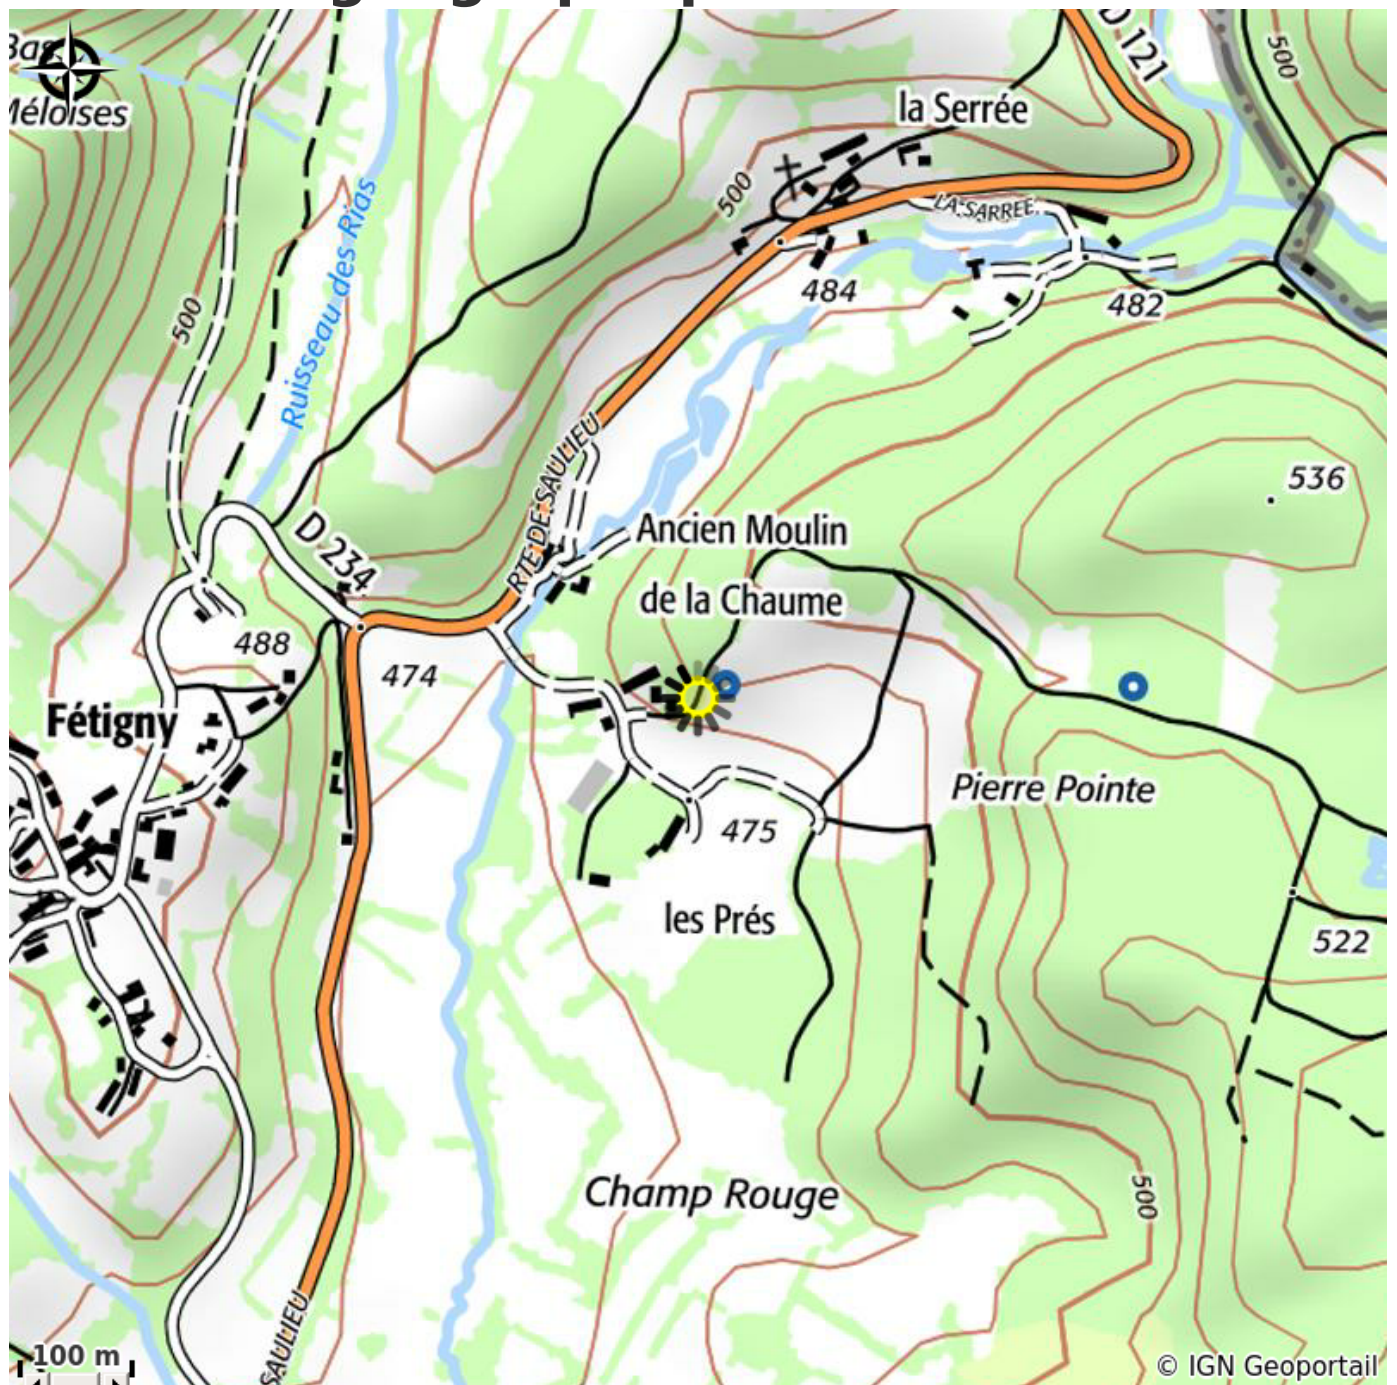 D 121
500
Méloises
la Serrée
500
LA SARREE
Ruisseau des Rias
484
482
500
536
RTE DE SAULIEU
Ancien Moulin
de la Chaume
D 234
488
474
Fétigny
Pierre Pointe
475
les Prés
522
Champ Rouge
500
SAULIEU
100 m
© IGN Geoportail